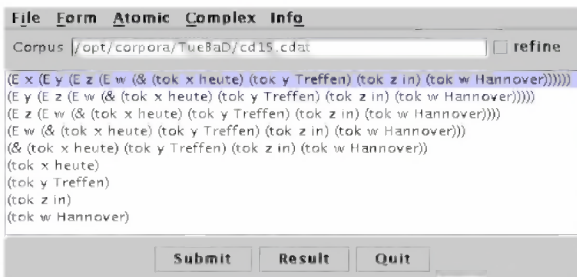 File Form Atomic Complex Info
Corpus /opt/corpora/TueBaD/cd15.cdat refine
(E x (E y (E z (E w (& (tok x heute) (tok y Treffen) (tok z in) (tok w Hannover))))))
(E y (E z (E w (& (tok x heute) (tok y Treffen) (tok z in) (tok w Hannover)))))
(E z (E w (& (tok x heute) (tok y Treffen) (tok z in) (tok w Hannover))))
(E w (& (tok x heute) (tok y Treffen) (tok z in) (tok w Hannover)))
(& (tok x heute) (tok y Treffen) (tok z in) (tok w Hannover))
(tok x heute)
(tok y Treffen)
(tok z in)
(tok w Hannover)
Submit Result Quit